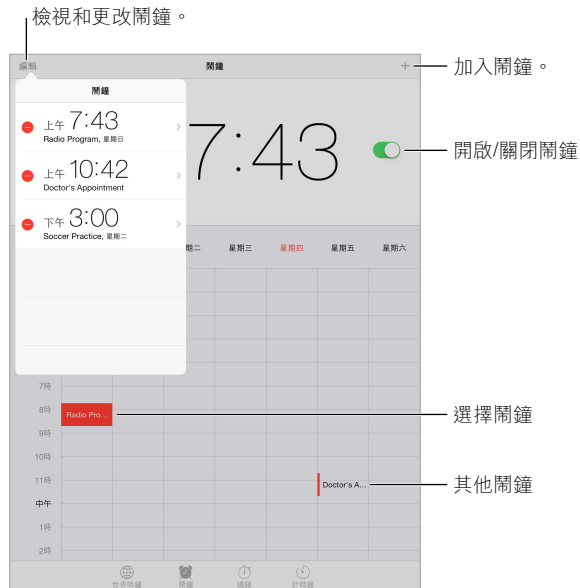 檢視和更改鬧鐘。
編輯
鬧鐘
加入鬧鐘。
鬧鐘
上午 7:43
Radio Program, 星期日
上午 10:42
Doctor's Appointment
下午 3:00
Soccer Practice, 星期二
7:43
開啟/關閉鬧鐘
期二 星期三 星期四 星期五 星期六
7時
8時 Radio Pro...
選擇鬧鐘
9時
10時
11時 Doctor's A...
其他鬧鐘
中午
1時
2時
世界時鐘 鬧鐘 碼錶 計時器